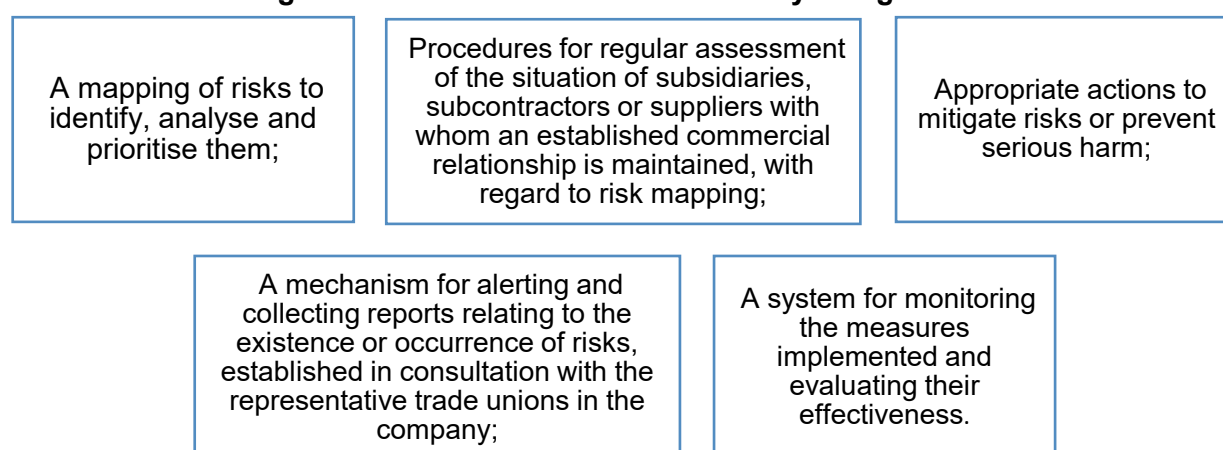 A mapping of risks to
identify, analyse and
prioritise them;
Procedures for regular assessment
of the situation of subsidiaries,
subcontractors or suppliers with
whom an established commercial
relationship is maintained, with
regard to risk mapping;
Appropriate actions to
mitigate risks or prevent
serious harm;
A mechanism for alerting and
collecting reports relating to the
existence or occurrence of risks,
established in consultation with the
representative trade unions in the
company;
A system for monitoring
the measures
implemented and
evaluating their
effectiveness.